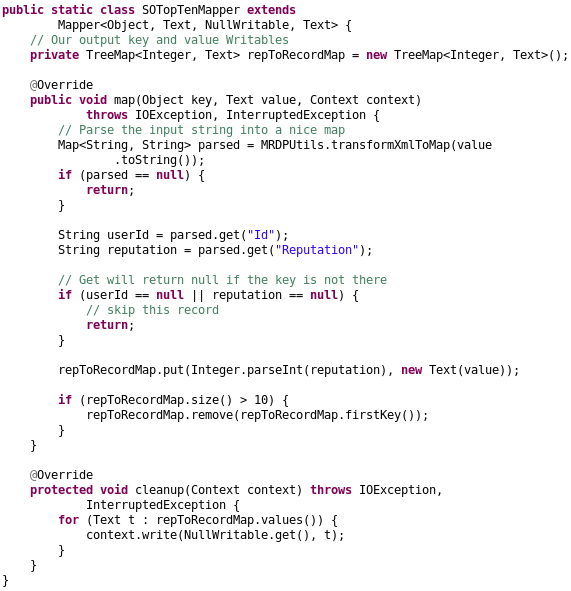 public static class SOTopTenMapper extends
Mapper<Object, Text, NullWritable, Text> {
// Our output key and value Writables
private TreeMap<Integer, Text> repToRecordMap = new TreeMap<Integer, Text>();
@Override
public void map(Object key, Text value, Context context)
throws IOException, InterruptedException {
// Parse the input string into a nice map
Map<String, String> parsed = MRDPUtils.transformXmlToMap(value
.toString());
if (parsed == null) {
return;
}
String userId = parsed.get("Id");
String reputation = parsed.get("Reputation");
// Get will return null if the key is not there
if (userId == null || reputation == null) {
// skip this record
return;
}
repToRecordMap.put(Integer.parseInt(reputation), new Text(value));
if (repToRecordMap.size() > 10) {
repToRecordMap.remove(repToRecordMap.firstKey());
}
}
@Override
protected void cleanup(Context context) throws IOException,
InterruptedException {
for (Text t : repToRecordMap.values()) {
context.write(NullWritable.get(), t);
}
}
}